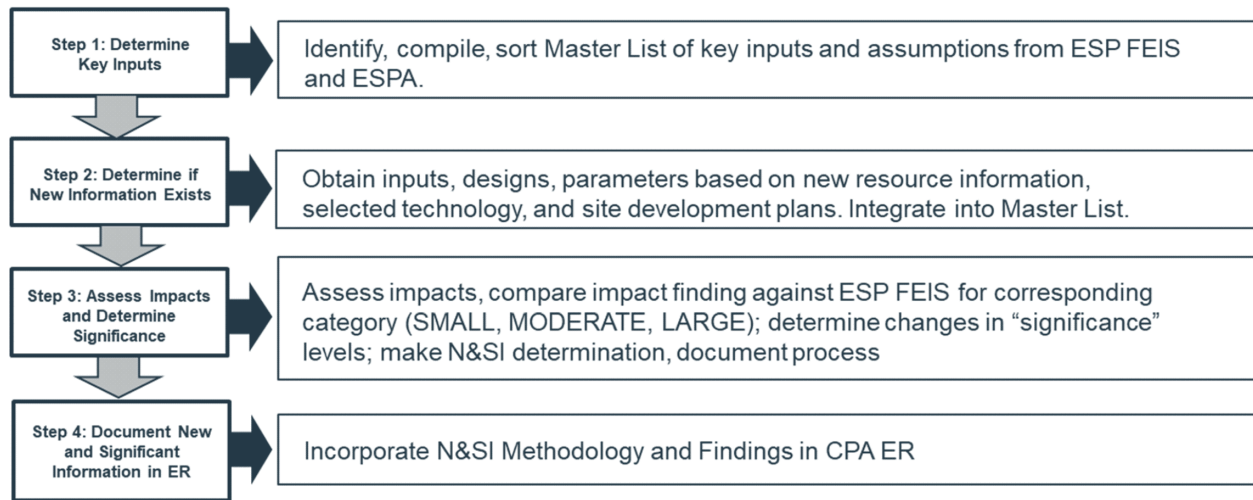 Step 1: Determine
Key Inputs
Identify, compile, sort Master List of key inputs and assumptions from ESP FEIS
and ESPA.
Step 2: Determine if
New Information Exists
Obtain inputs, designs, parameters based on new resource information,
selected technology, and site development plans. Integrate into Master List.
Step 3: Assess Impacts
and Determine
Significance
Assess impacts, compare impact finding against ESP FEIS for corresponding
category (SMALL, MODERATE, LARGE); determine changes in “significance”
levels; make N&SI determination, document process
Step 4: Document New
and Significant
Information in ER
Incorporate N&SI Methodology and Findings in CPA ER